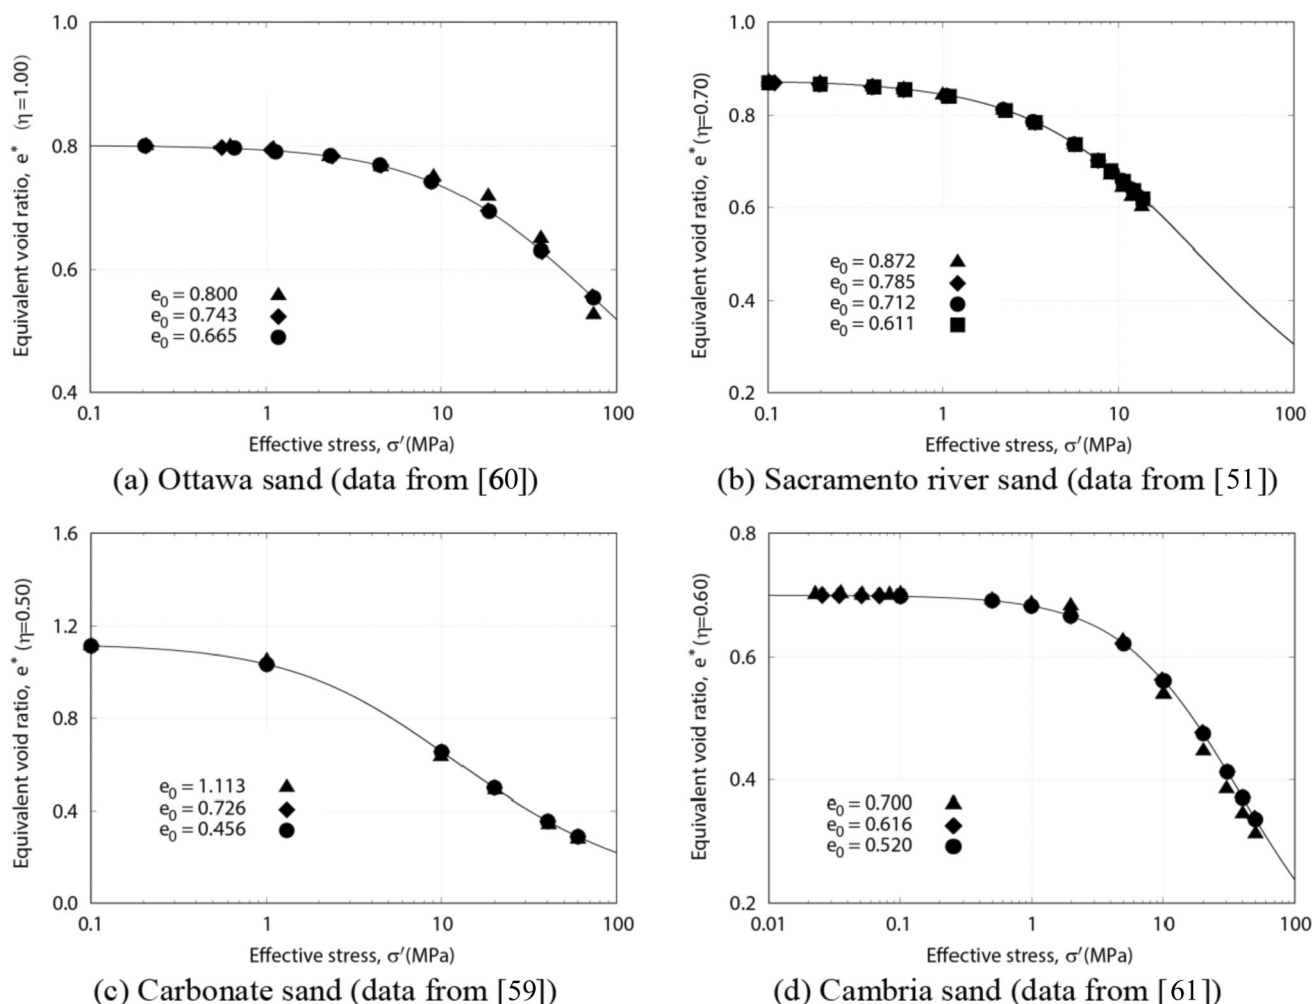 1.0
0.8
0.6
0.4
Equivalent void ratio, e* (η=1.00)
e0 = 0.800
e0 = 0.743
e0 = 0.665
0.1 1 10 100
Effective stress, σ′(MPa)
(a) Ottawa sand (data from [60])
1.0
0.8
0.6
0.4
0.2
Equivalent void ratio, e* (η=0.70)
e0 = 0.872
e0 = 0.785
e0 = 0.712
e0 = 0.611
0.1 1 10 100
Effective stress, σ′(MPa)
(b) Sacramento river sand (data from [51])
1.6
1.2
0.8
0.4
0.0
Equivalent void ratio, e* (η=0.50)
e0 = 1.113
e0 = 0.726
e0 = 0.456
0.1 1 10 100
Effective stress, σ′(MPa)
(c) Carbonate sand (data from [59])
0.8
0.6
0.4
0.2
Equivalent void ratio, e* (η=0.60)
e0 = 0.700
e0 = 0.616
e0 = 0.520
0.01 0.1 1 10 100
Effective stress, σ′(MPa)
(d) Cambria sand (data from [61])